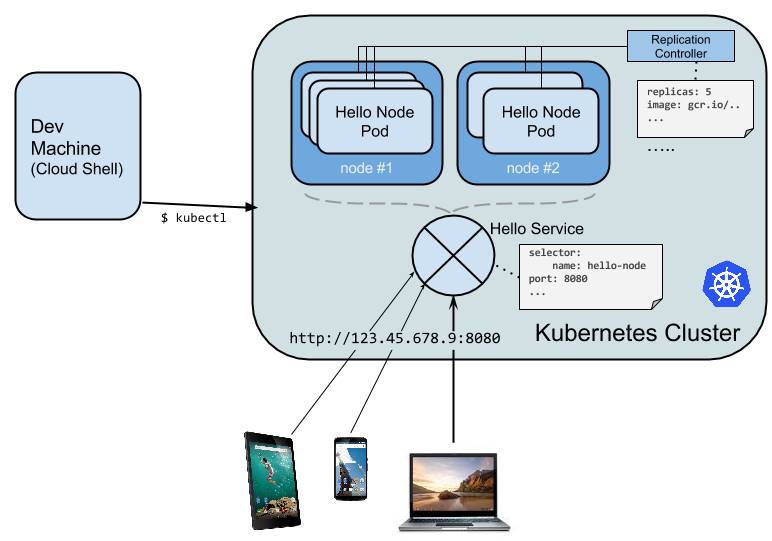 Replication
Controller
replicas: 5
image: gcr.io/..
...
.....
Dev
Machine
(Cloud Shell)
Hello Node
Pod
node #1
Hello Node
Pod
node #2
$ kubectl
Hello Service
selector:
name: hello-node
port: 8080
...
http://123.45.678.9:8080
Kubernetes Cluster